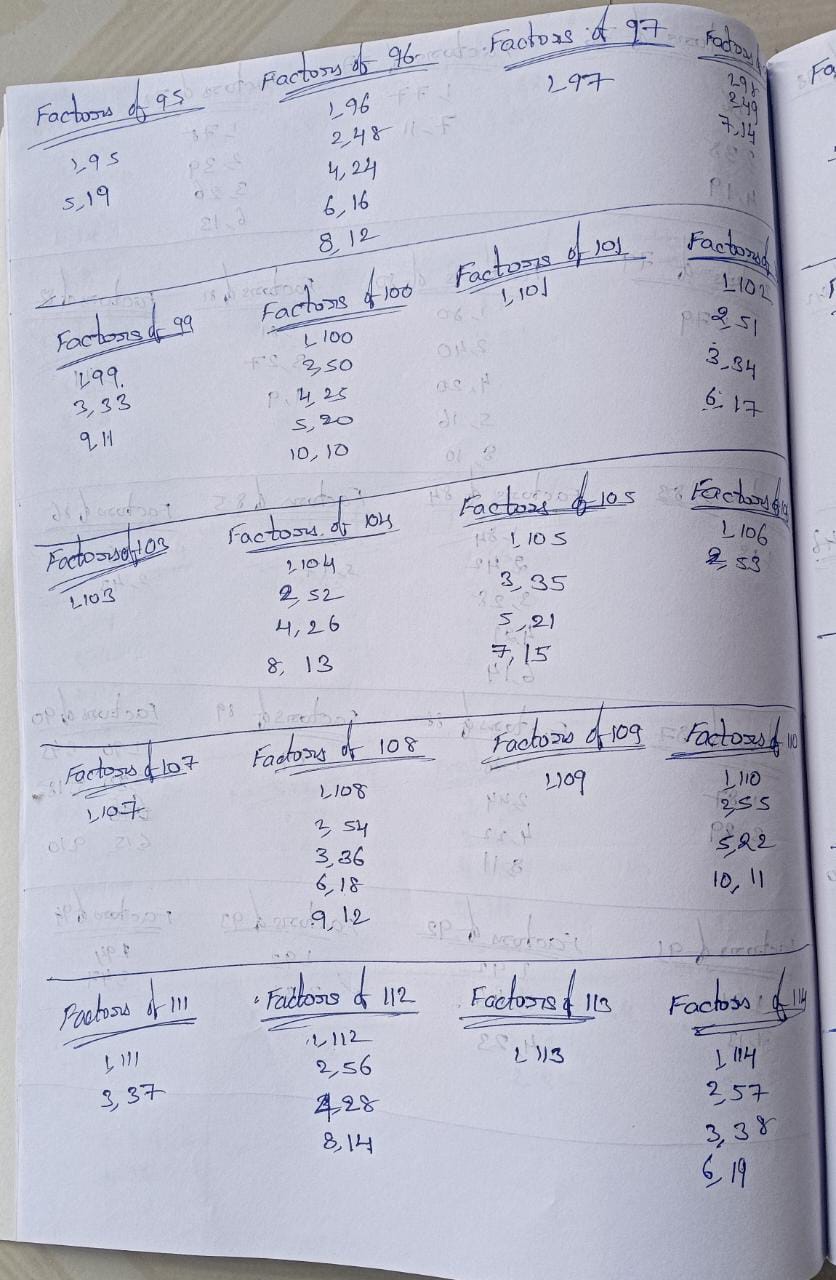 Factors of 95
1,95
5,19
Factors of 96
1,96
2,48
4,24
6,16
8,12
Factors of 97
1,97
Factors
1,98
2,49
7,14
Fa
Factors of 99
1,99.
3,33
9,11
Factors of 100
1,100
2,50
4,25
5,20
10,10
Factors of 101
1,101
Factors of
1,102
2,51
3,34
6,17
Factors of 103
1,103
Factors of 104
1,104
2,52
4,26
8,13
Factors of 105
1,105
3,35
5,21
7,15
Factors of
1,106
2,53
Factors of 107
1,107
Factors of 108
1,108
2,54
3,36
6,18
9,12
Factors of 109
1,109
Factors of 110
1,110
2,55
5,22
10,11
Factors of 111
1,111
3,37
Factors of 112
1,112
2,56
4,28
8,14
Factors of 113
1,113
Factors of 114
1,114
2,57
3,38
6,19